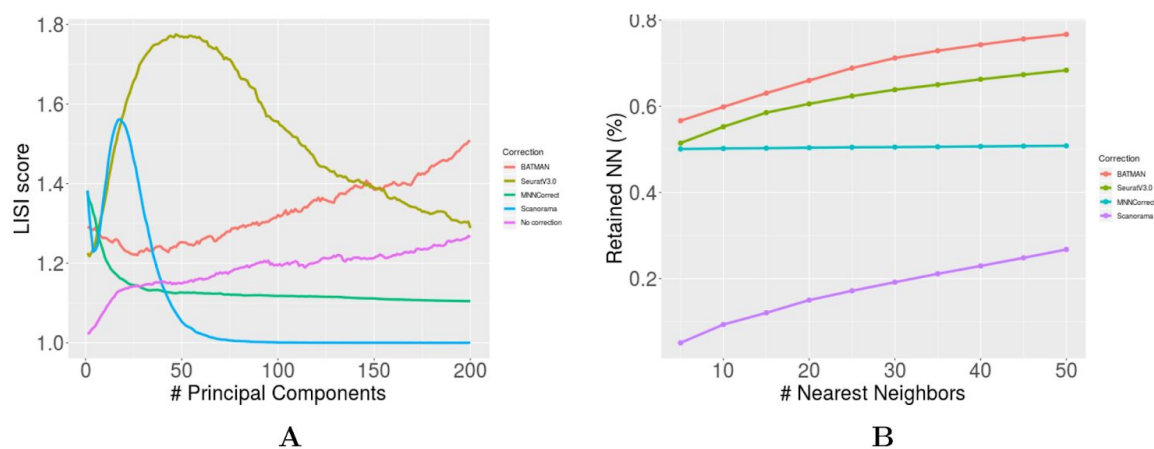 1.8
1.6
1.4
1.2
1.0
LISI score
0
50
100
150
200
# Principal Components
Correction
BATMAN
SeuratV3.0
MNNCorrect
Scanorama
No correction
A
0.8
0.6
0.4
0.2
Retained NN (%)
10
20
30
40
50
# Nearest Neighbors
Correction
BATMAN
SeuratV3.0
MNNCorrect
Scanorama
B